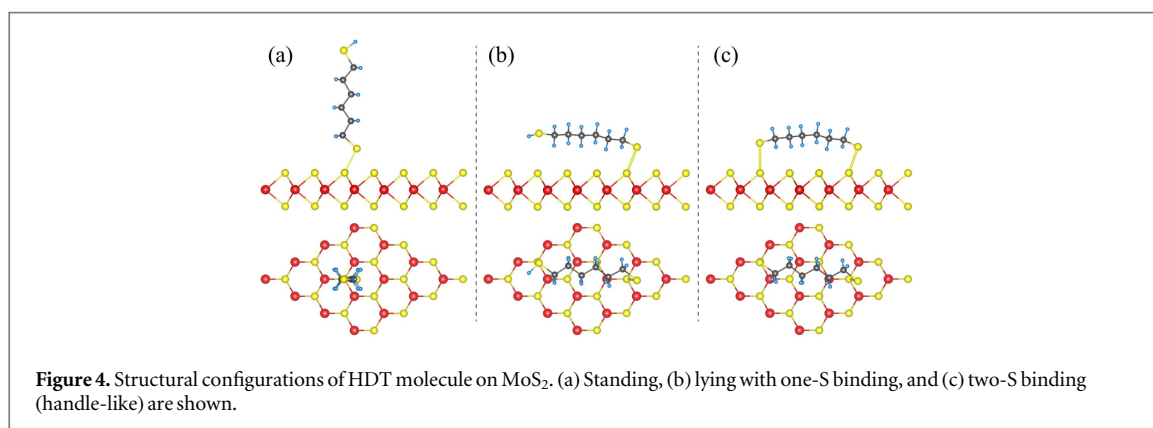 (a) (b) (c)
Figure 4. Structural configurations of HDT molecule on MoS₂. (a) Standing, (b) lying with one-S binding, and (c) two-S binding
(handle-like) are shown.